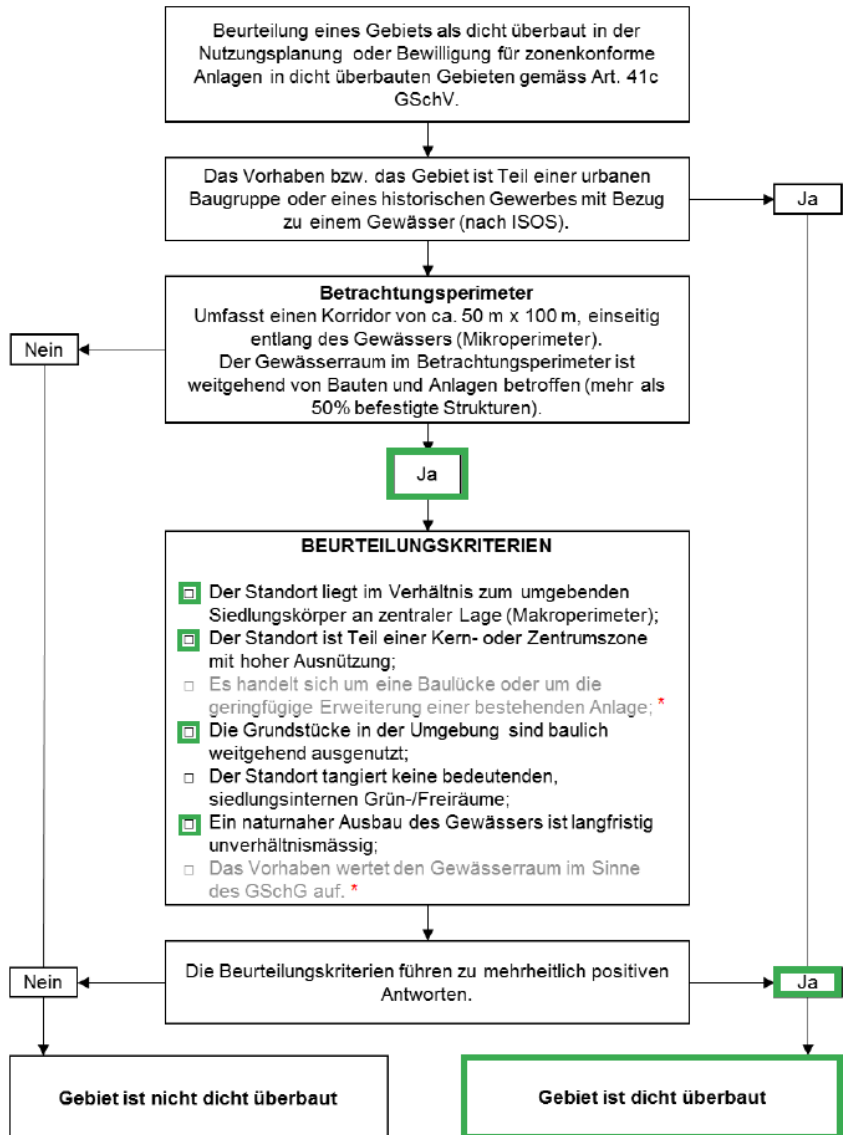 Beurteilung eines Gebiets als dicht überbaut in der
Nutzungsplanung oder Bewilligung für zonenkonforme
Anlagen in dicht überbauten Gebieten gemäss Art. 41c
GSchV.
Das Vorhaben bzw. das Gebiet ist Teil einer urbanen
Baugruppe oder eines historischen Gewerbes mit Bezug
zu einem Gewässer (nach ISOS).
Ja
Betrachtungsperimeter
Umfasst einen Korridor von ca. 50 m x 100 m, einseitig
entlang des Gewässers (Mikroperimeter).
Der Gewässerraum im Betrachtungsperimeter ist
weitgehend von Bauten und Anlagen betroffen (mehr als
50% befestigte Strukturen).
Nein
Ja
BEURTEILUNGSKRITERIEN
□ Der Standort liegt im Verhältnis zum umgebenden
Siedlungskörper an zentraler Lage (Makroperimeter);
□ Der Standort ist Teil einer Kern- oder Zentrumszone
mit hoher Ausnützung;
□ Es handelt sich um eine Baulücke oder um die
geringfügige Erweiterung einer bestehenden Anlage; *
□ Die Grundstücke in der Umgebung sind baulich
weitgehend ausgenutzt;
□ Der Standort tangiert keine bedeutenden,
siedlungsinternen Grün-/Freiräume;
□ Ein naturnaher Ausbau des Gewässers ist langfristig
unverhältnismässig;
□ Das Vorhaben wertet den Gewässerraum im Sinne
des GSchG auf. *
Nein
Die Beurteilungskriterien führen zu mehrheitlich positiven
Antworten.
Ja
Gebiet ist nicht dicht überbaut
Gebiet ist dicht überbaut